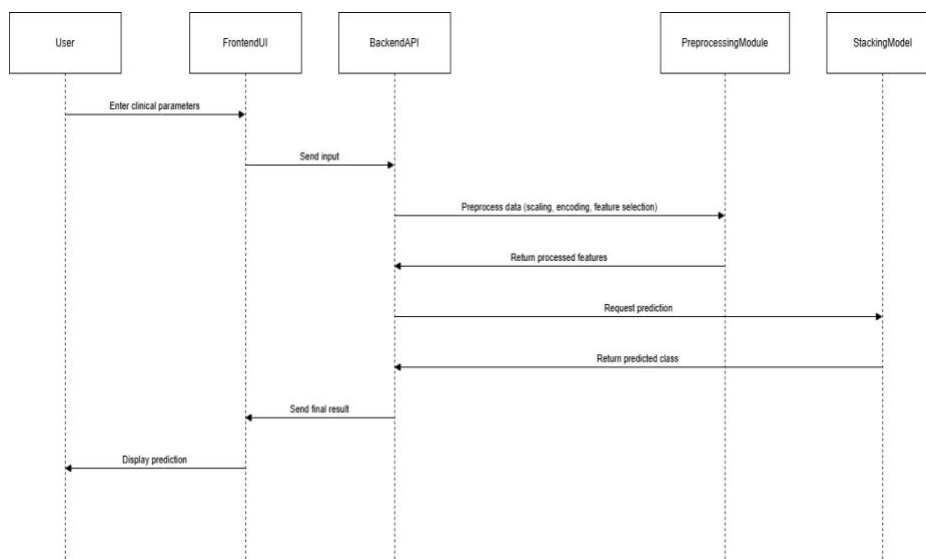 User
FrontendUI
BackendAPI
PreprocessingModule
StackingModel
Enter clinical parameters
Send input
Preprocess data (scaling, encoding, feature selection)
Return processed features
Request prediction
Return predicted class
Send final result
Display prediction